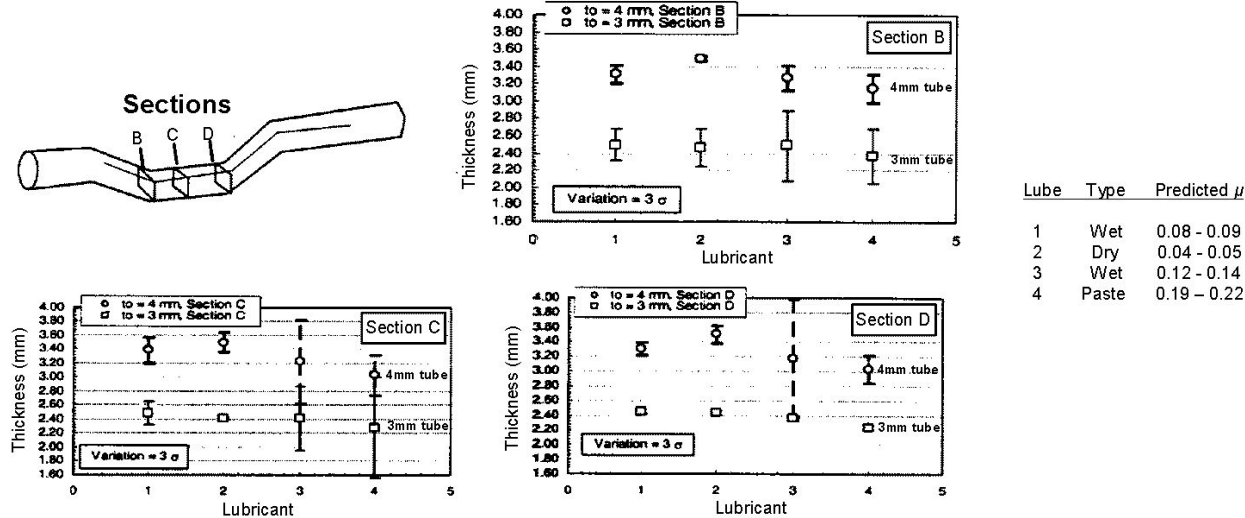 Sections
B
C
D
to = 4 mm, Section B
to = 3 mm, Section B
Section B
Thickness (mm)
4.00
3.80
3.60
3.40
3.20
3.00
2.80
2.60
2.40
2.20
2.00
1.80
1.60
4mm tube
3mm tube
Variation = 3 σ
0 1 2 3 4 5
Lubricant
Lube Type Predicted μ
1 Wet 0.08 - 0.09
2 Dry 0.04 - 0.05
3 Wet 0.12 - 0.14
4 Paste 0.19 – 0.22
to = 4 mm, Section C
to = 3 mm, Section C
Section C
Thickness (mm)
4.00
3.80
3.60
3.40
3.20
3.00
2.80
2.60
2.40
2.20
2.00
1.80
1.60
4mm tube
3mm tube
Variation = 3 σ
0 1 2 3 4 5
Lubricant
to = 4 mm, Section D
to = 3 mm, Section D
Section D
Thickness (mm)
4.00
3.80
3.60
3.40
3.20
3.00
2.80
2.60
2.40
2.20
2.00
1.80
1.60
4mm tube
3mm tube
Variation = 3 σ
0 1 2 3 4 5
Lubricant